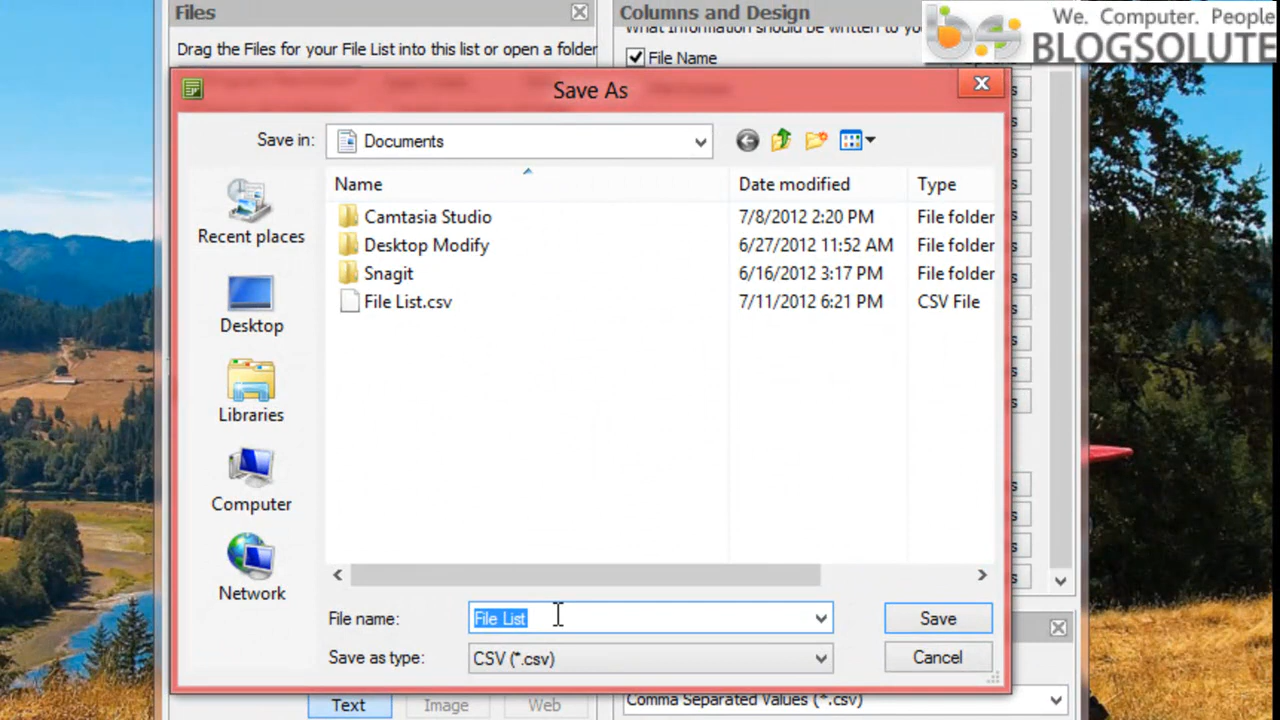 Files
Columns and Design
We. Computer. People
BLOGSOLUTE
Drag the Files for your File List into this list or open a folder
What Information should be written to yo
File Name
Save As
Save in:
Documents
Name
Date modified
Type
Recent places
Desktop
Libraries
Computer
Network
Camtasia Studio 7/8/2012 2:20 PM File folder
Desktop Modify 6/27/2012 11:52 AM File folder
Snagit 6/16/2012 3:17 PM File folder
File List.csv 7/11/2012 6:21 PM CSV File
File name:
File List
Save
Save as type:
CSV (*.csv)
Cancel
Text
Image
Web
Comma Separated Values (*.csv)